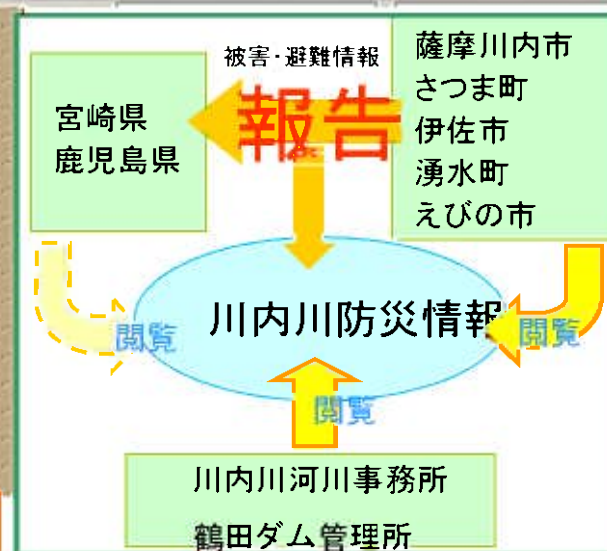 被害・避難情報
報告
宮崎県
鹿児島県
薩摩川内市
さつま町
伊佐市
湧水町
えびの市
川内川防災情報
閲覧
閲覧
閲覧
川内川河川事務所
鶴田ダム管理所